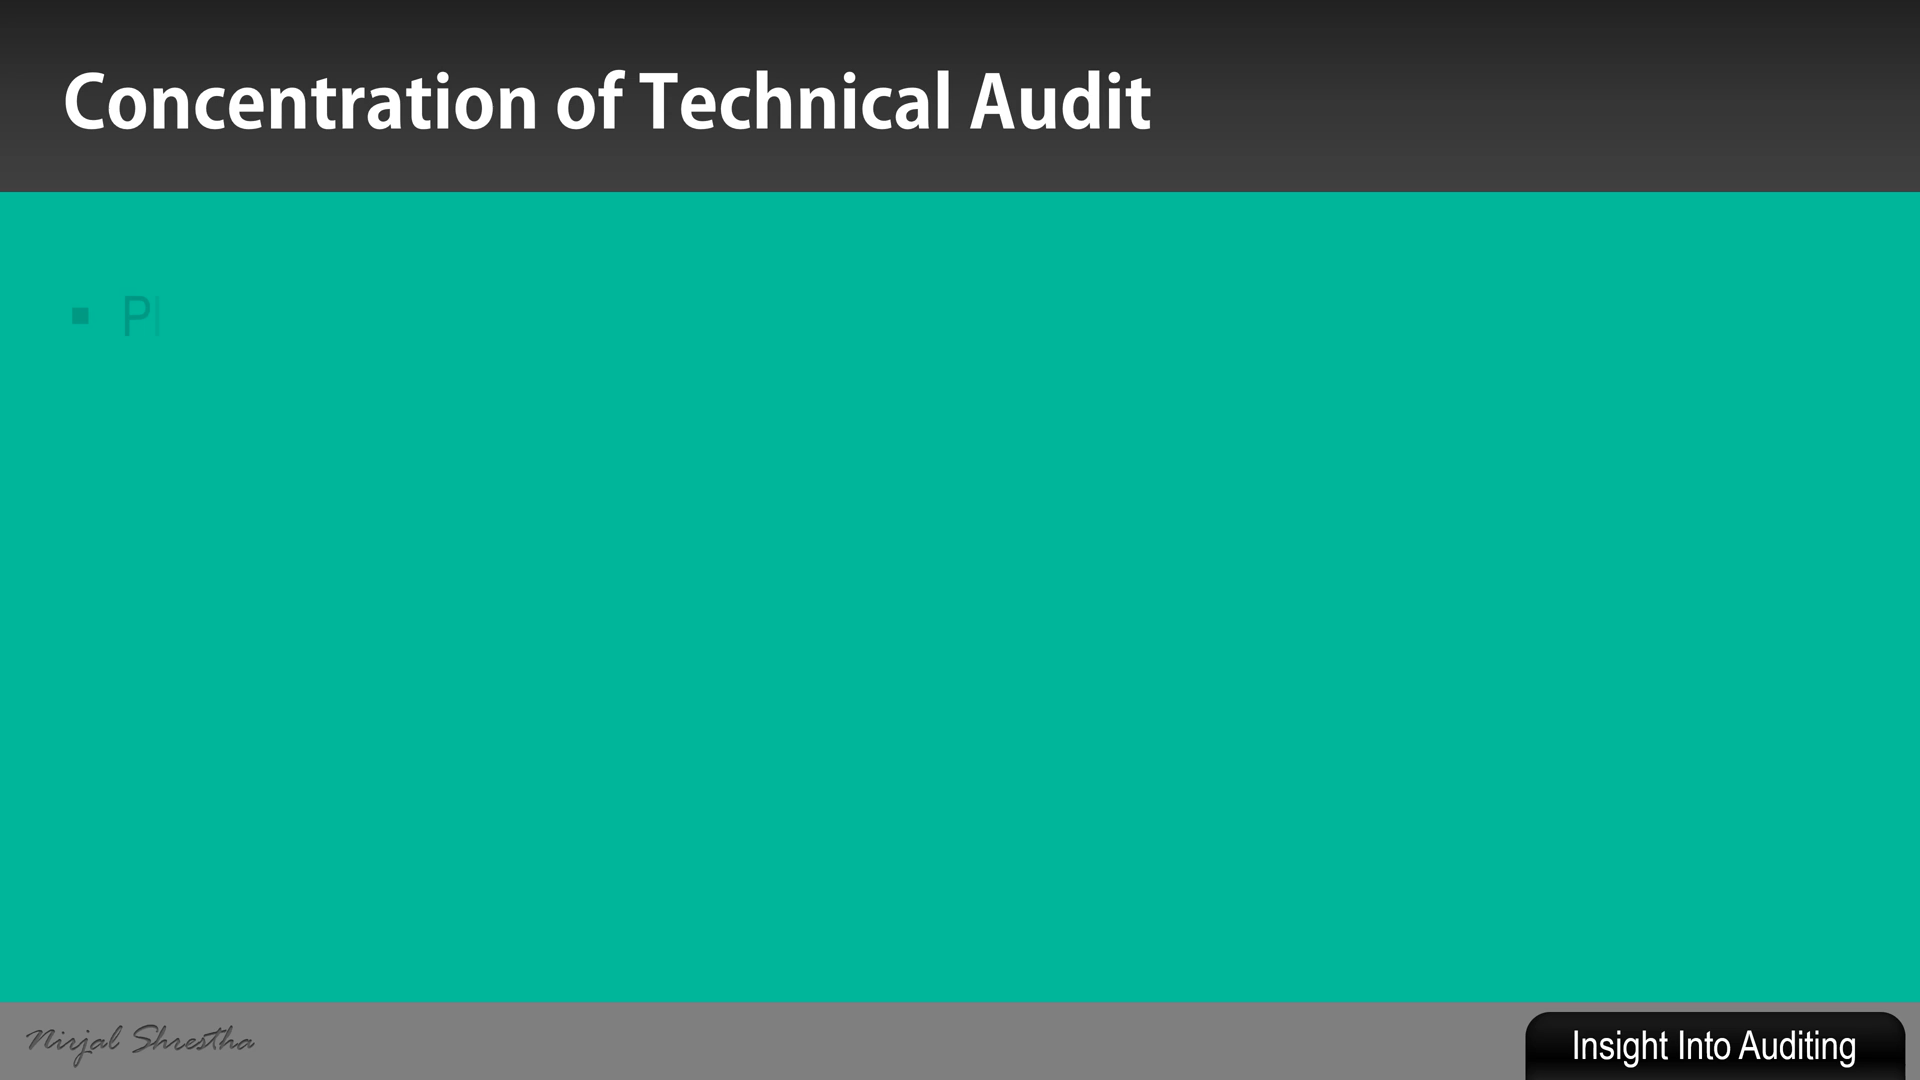 Concentration of Technical Audit
Nirjal Shrestha
Insight Into Auditing